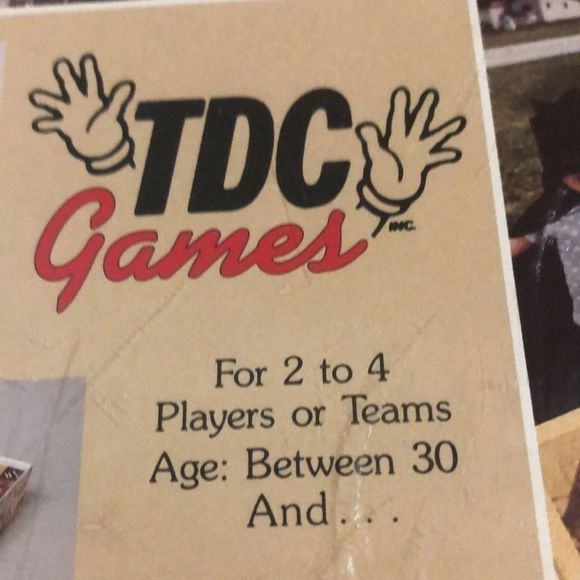 TDC
Games INC.
For 2 to 4
Players or Teams
Age: Between 30
And . . .